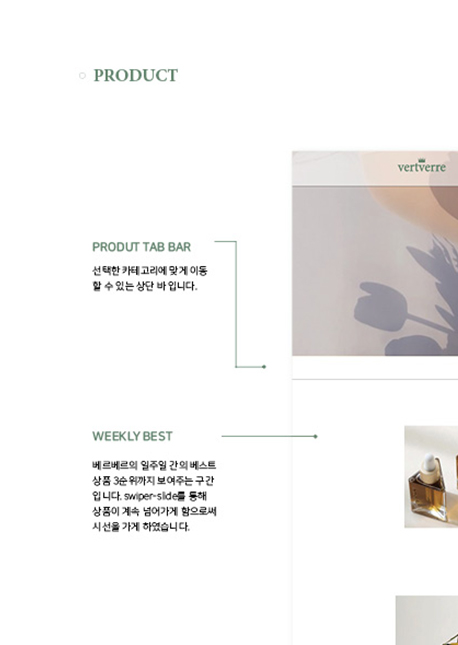 PRODUCT
vertverre
PRODUT TAB BAR
선택한 카테고리에 맞게 이동
할 수 있는 상단 바 입니다.
WEEKLY BEST
베르베르의 일주일 간의 베스트
상품 3순위까지 보여주는 구간
입니다. swiper-slide를 통해
상품이 계속 넘어가게 함으로써
시선을 가게 하였습니다.